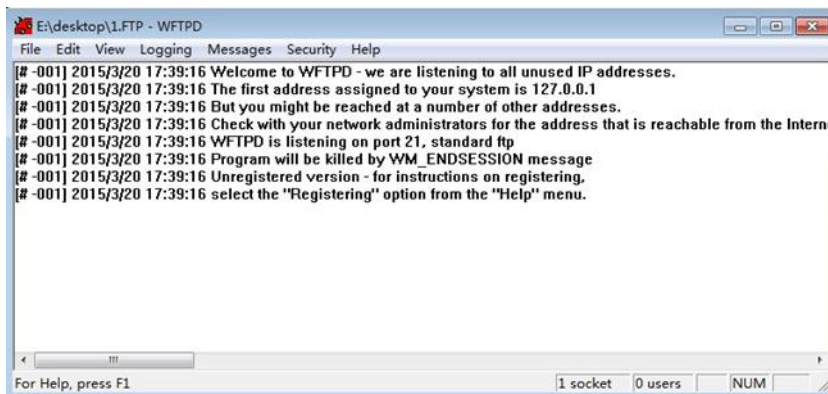 E:\desktop\1.FTP - WFTPD
File Edit View Logging Messages Security Help
[# -001] 2015/3/20 17:39:16 Welcome to WFTPD - we are listening to all unused IP addresses.
[# -001] 2015/3/20 17:39:16 The first address assigned to your system is 127.0.0.1
[# -001] 2015/3/20 17:39:16 But you might be reached at a number of other addresses.
[# -001] 2015/3/20 17:39:16 Check with your network administrators for the address that is reachable from the Interne
[# -001] 2015/3/20 17:39:16 WFTPD is listening on port 21, standard ftp
[# -001] 2015/3/20 17:39:16 Program will be killed by WM_ENDSESSION message
[# -001] 2015/3/20 17:39:16 Unregistered version - for instructions on registering,
[# -001] 2015/3/20 17:39:16 select the "Registering" option from the "Help" menu.
For Help, press F1 1 socket 0 users NUM